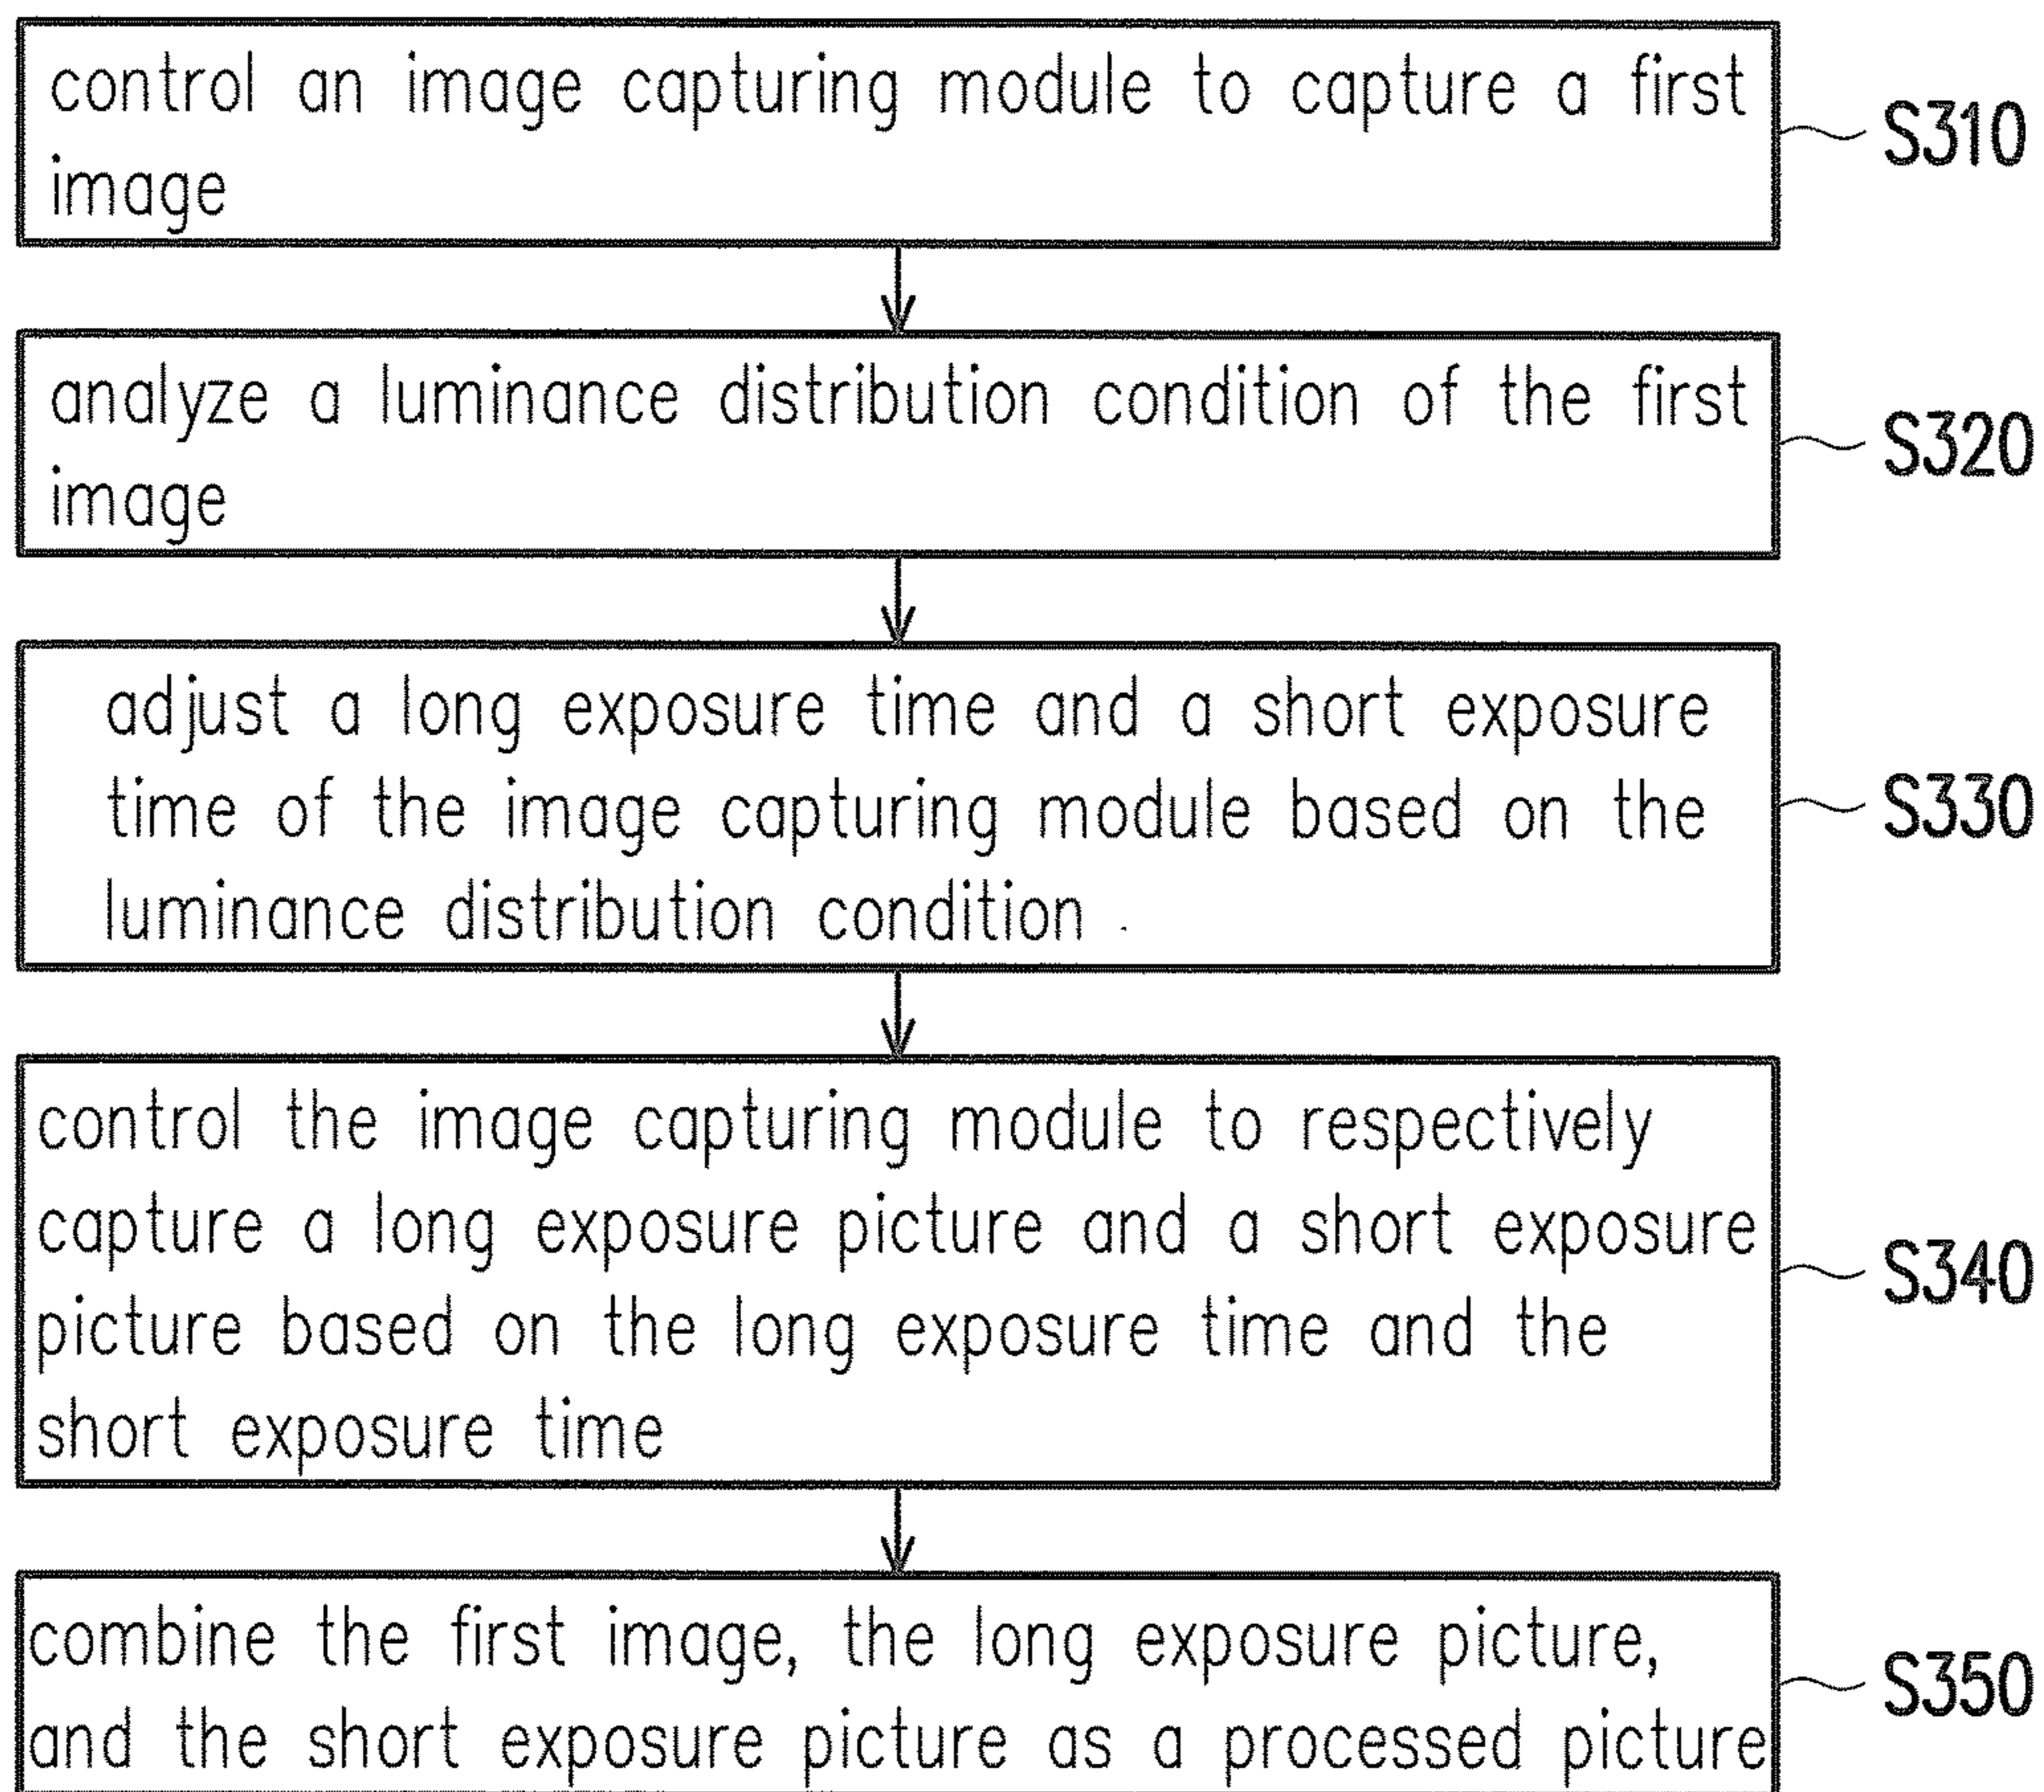 control an image capturing module to capture a first
image
S310
analyze a luminance distribution condition of the first
image
S320
adjust a long exposure time and a short exposure
time of the image capturing module based on the
luminance distribution condition
S330
control the image capturing module to respectively
capture a long exposure picture and a short exposure
picture based on the long exposure time and the
short exposure time
S340
combine the first image, the long exposure picture,
and the short exposure picture as a processed picture
S350